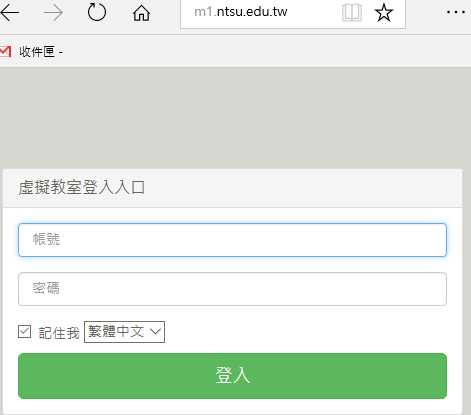 m1.ntsu.edu.tw
收件匣 -
虛擬教室登入入口
帳號
密碼
記住我 繁體中文
登入